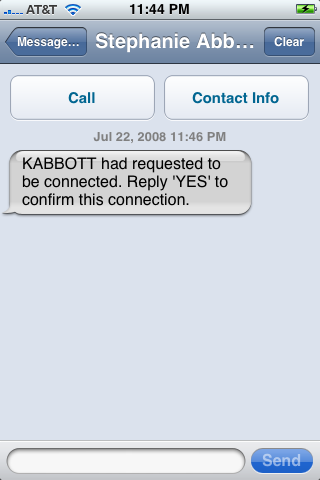 AT&T 11:44 PM
Message... Stephanie Abb... Clear
Call Contact Info
Jul 22, 2008 11:46 PM
KABBOTT had requested to
be connected. Reply 'YES' to
confirm this connection.
Send